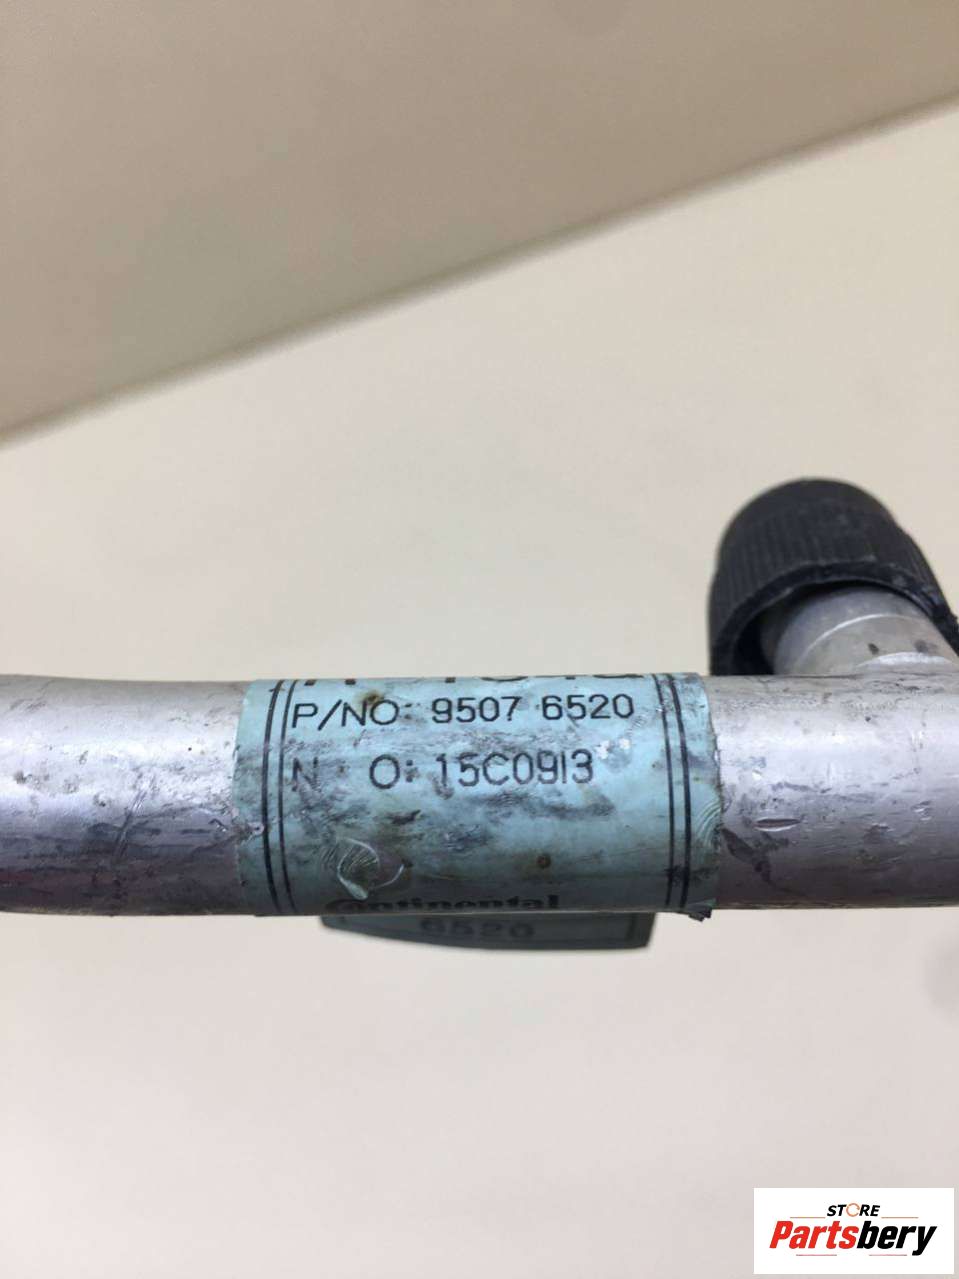 P/NO: 9507 6520
N O: 15C0913
Continental
6520
STORE
Partsbery